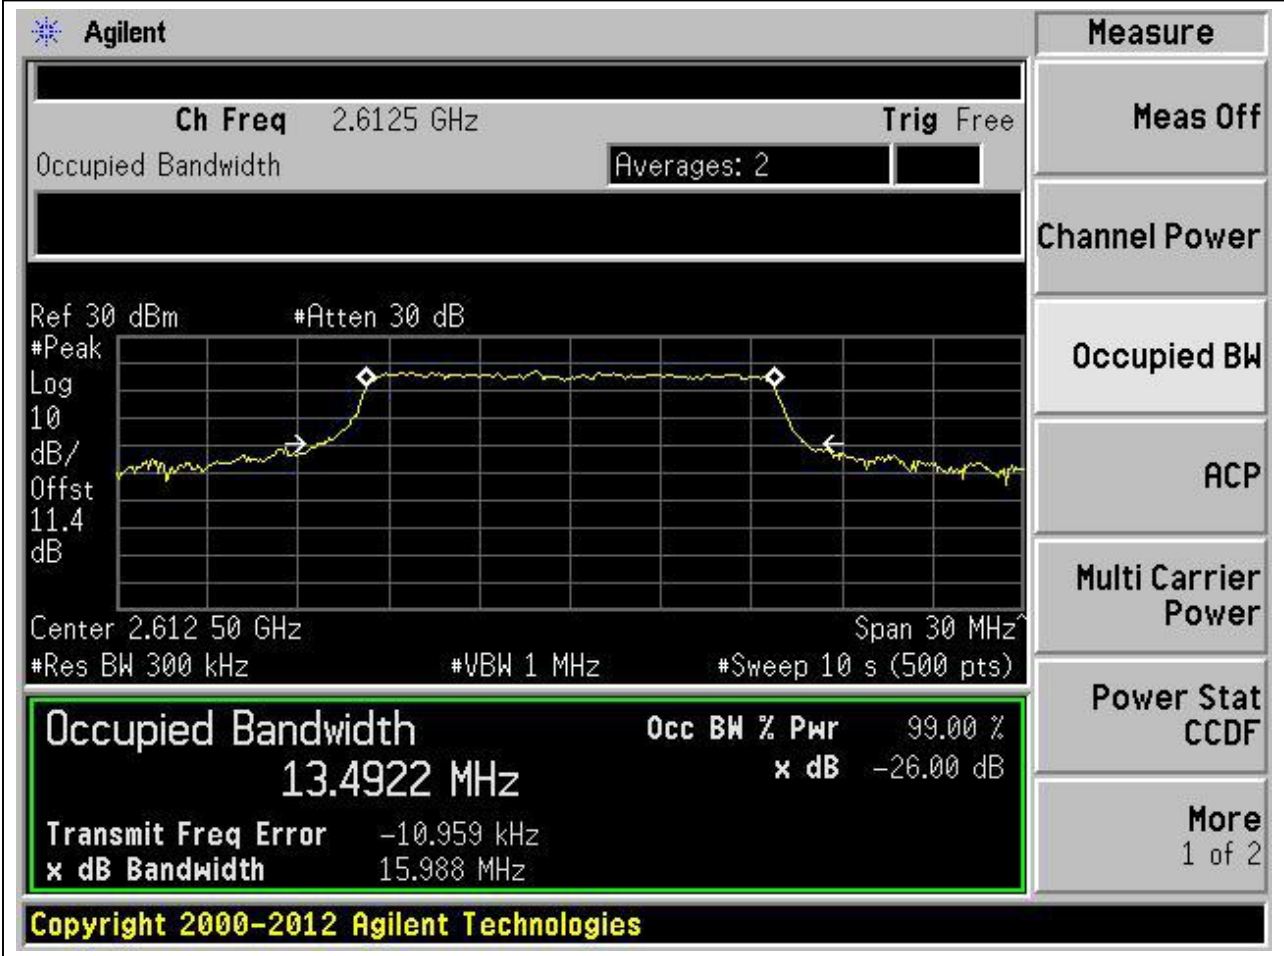 Agilent
Measure
Ch Freq 2.6125 GHz Trig Free
Occupied Bandwidth Averages: 2
Ref 30 dBm #Atten 30 dB
#Peak
Log
10
dB/
Offst
11.4
dB
Center 2.612 50 GHz Span 30 MHz^
#Res BW 300 kHz #VBW 1 MHz #Sweep 10 s (500 pts)
Occupied Bandwidth Occ BW % Pwr 99.00 %
13.4922 MHz x dB -26.00 dB
Transmit Freq Error -10.959 kHz
x dB Bandwidth 15.988 MHz
Copyright 2000-2012 Agilent Technologies
Meas Off
Channel Power
Occupied BW
ACP
Multi Carrier
Power
Power Stat
CCDF
More
1 of 2